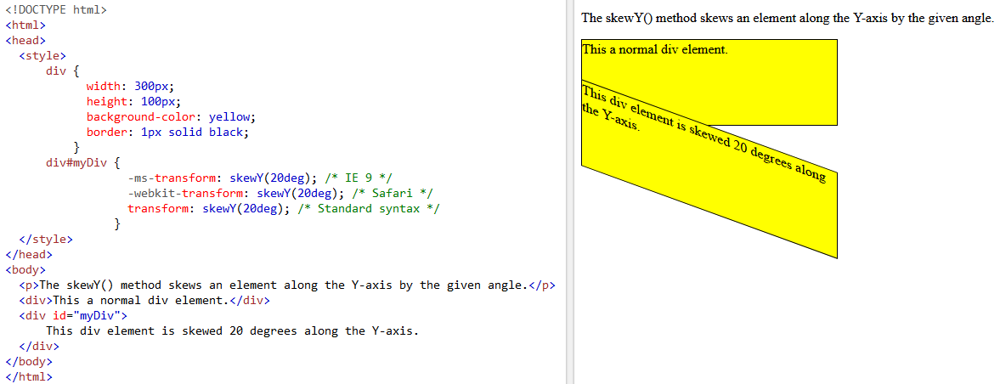 <!DOCTYPE html>
<html>
<head>
<style>
div {
width: 300px;
height: 100px;
background-color: yellow;
border: 1px solid black;
}
div#myDiv {
-ms-transform: skewY(20deg); /* IE 9 */
-webkit-transform: skewY(20deg); /* Safari */
transform: skewY(20deg); /* Standard syntax */
}
</style>
</head>
<body>
<p>The skewY() method skews an element along the Y-axis by the given angle.</p>
<div>This a normal div element.</div>
<div id="myDiv">
This div element is skewed 20 degrees along the Y-axis.
</div>
</body>
</html>
The skewY() method skews an element along the Y-axis by the given angle.
This a normal div element.
This div element is skewed 20 degrees along
the Y-axis.